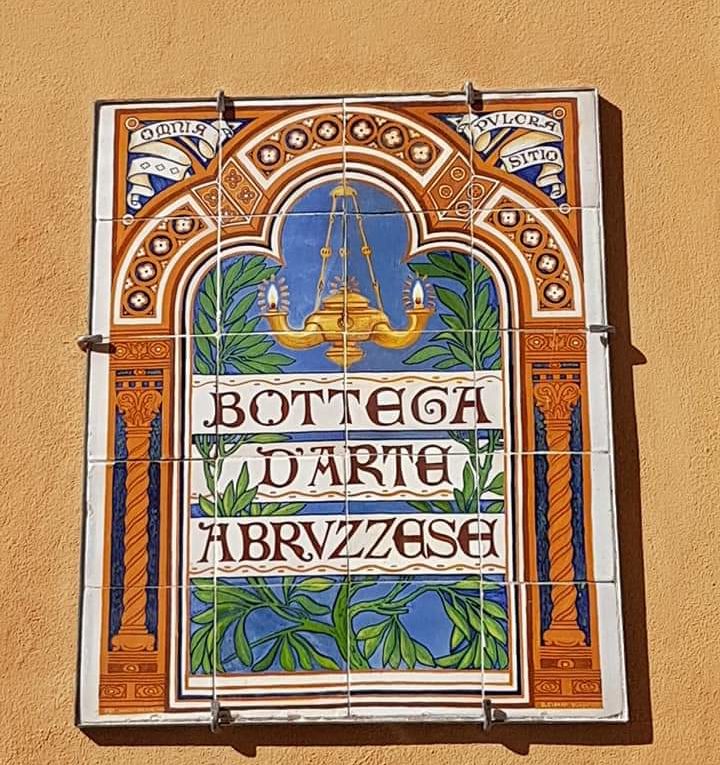 OMNIA
PVLCRA
SITIO
BOTTEGA
D'ARTE
ABRVZZESE